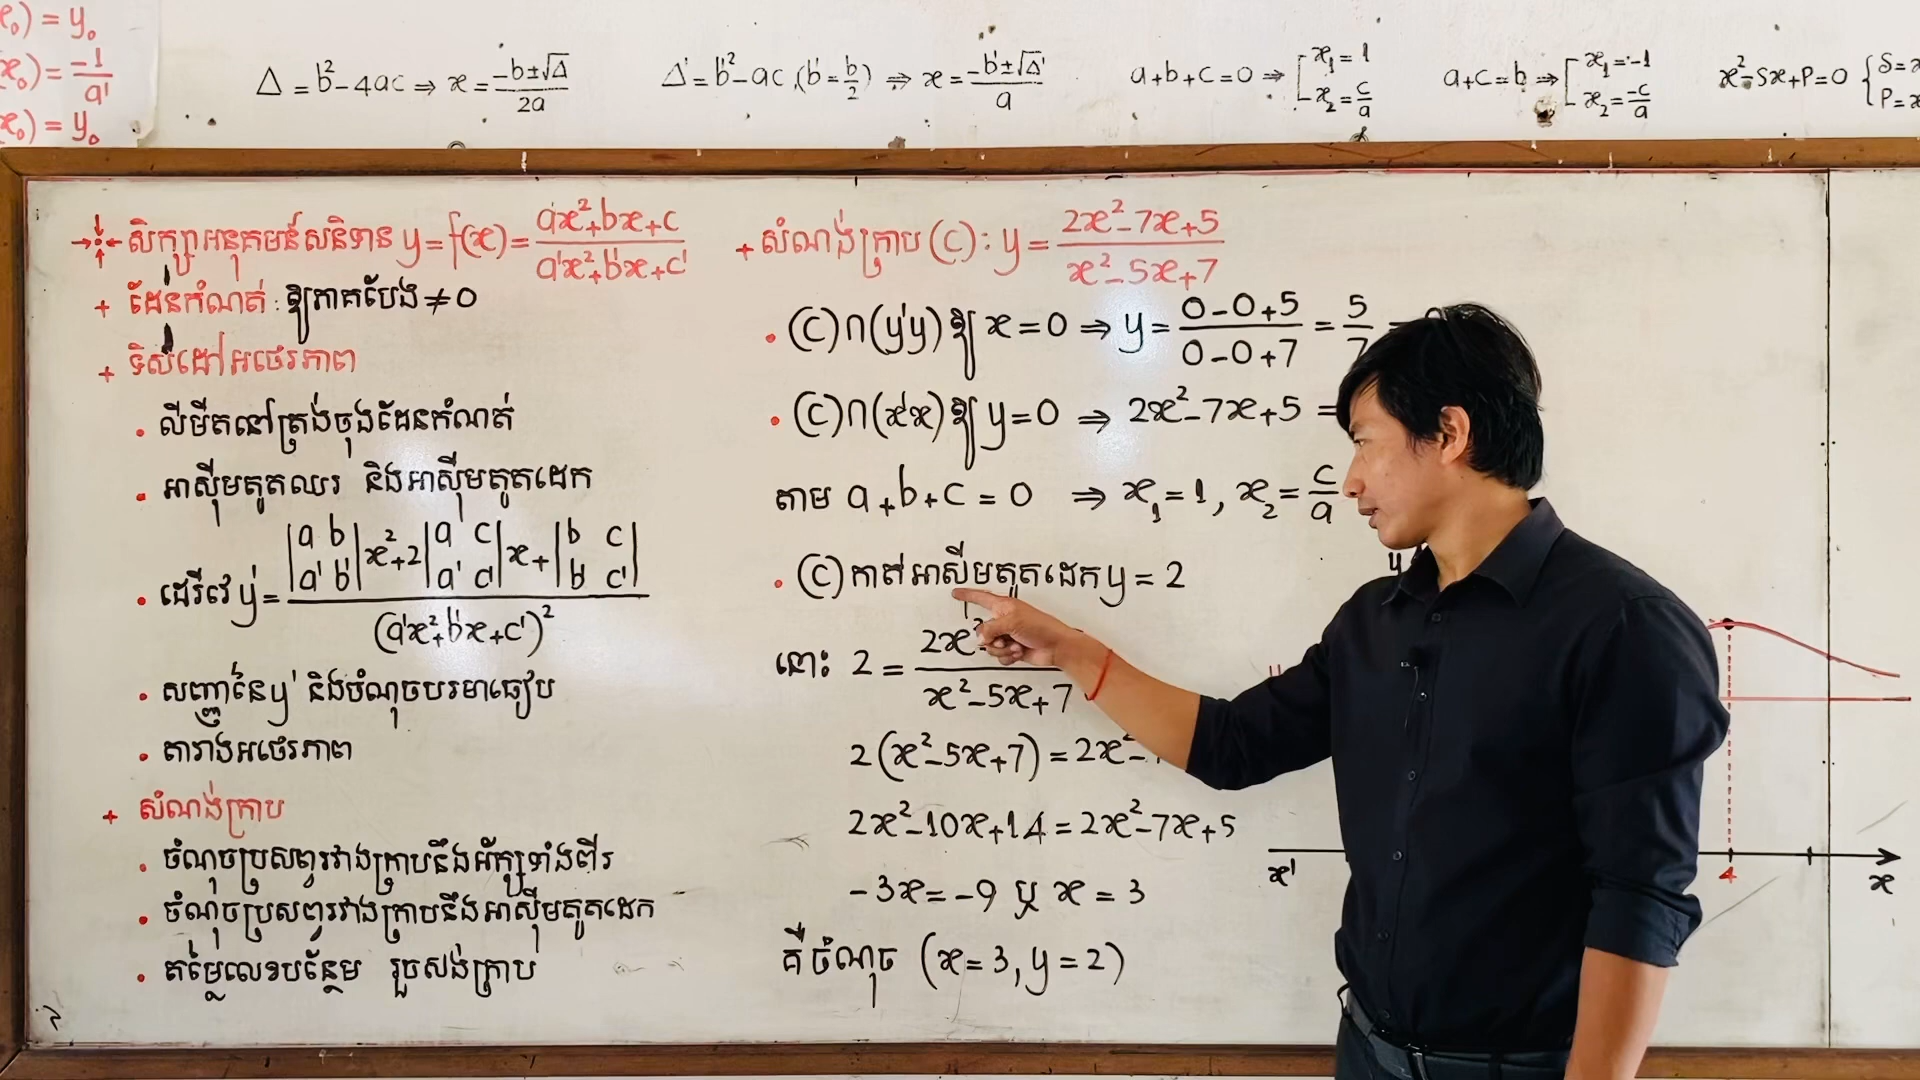 x₀) = y₀
x₀) = -1/a'
x₀) = y₀
Δ = b² - 4ac ⇒ x = (-b ± √Δ)/2a
Δ' = b'² - ac, (b' = b/2) ⇒ x = (-b' ± √Δ')/a
a + b + c = 0 ⇒ [x₁ = 1, x₂ = c/a
a + c = b ⇒ [x₁ = -1, x₂ = -c/a
x² - Sx + P = 0 { S = x, P = x
សិក្សាអនុគមន៍សនិទាន y = f(x) = (ax² + bx + c)/(a'x² + b'x + c')
+ ដែនកំណត់ : ឱ្យភាគបែង ≠ 0
+ ទិសដៅអថេរភាព
• លីមីតនៅត្រង់ចុងដែនកំណត់
• អាស៊ីមតូតឈរ និងអាស៊ីមតូតដេក
• ដេរីវេ y' = (|a b; a' b'|x² + 2|a c; a' c'|x + |b c; b' c'|)/(a'x² + b'x + c')²
• សញ្ញានៃ y' និងចំណុចបរមាធៀប
• តារាងអថេរភាព
+ សំណង់ក្រាប
• ចំណុចប្រសព្វរវាងក្រាបនឹងអ័ក្សទាំងពីរ
• ចំណុចប្រសព្វរវាងក្រាបនឹងអាស៊ីមតូតដេក
• តម្លៃលេខបន្ថែម រួចសង់ក្រាប
+ សំណង់ក្រាប (C) : y = (2x² - 7x + 5)/(x² - 5x + 7)
• (C) ∩ (y'y) ឱ្យ x = 0 ⇒ y = (0 - 0 + 5)/(0 - 0 + 7) = 5/7 =
• (C) ∩ (x'x) ឱ្យ y = 0 ⇒ 2x² - 7x + 5 =
តាម a + b + c = 0 ⇒ x₁ = 1, x₂ = c/a
• (C) កាត់អាស៊ីមតូតដេក y = 2
នោះ 2 = 2x²/(x² - 5x + 7)
2(x² - 5x + 7) = 2x² -
2x² - 10x + 14 = 2x² - 7x + 5
-3x = -9 ឬ x = 3
គឺចំណុច (x = 3, y = 2)
y
x'
4
x